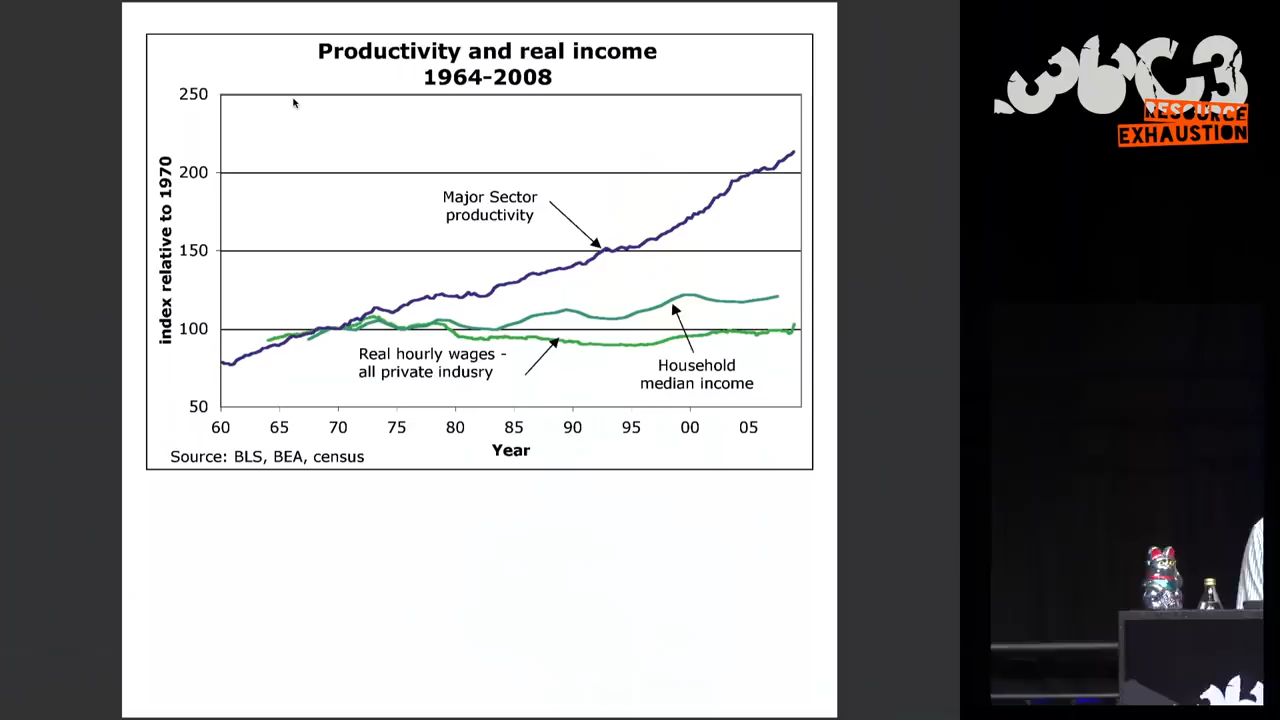 Productivity and real income
1964-2008
250
200
150
100
50
index relative to 1970
Major Sector
productivity
Real hourly wages -
all private indusry
Household
median income
60 65 70 75 80 85 90 95 00 05
Year
Source: BLS, BEA, census
36C3
RESOURCE
EXHAUSTION